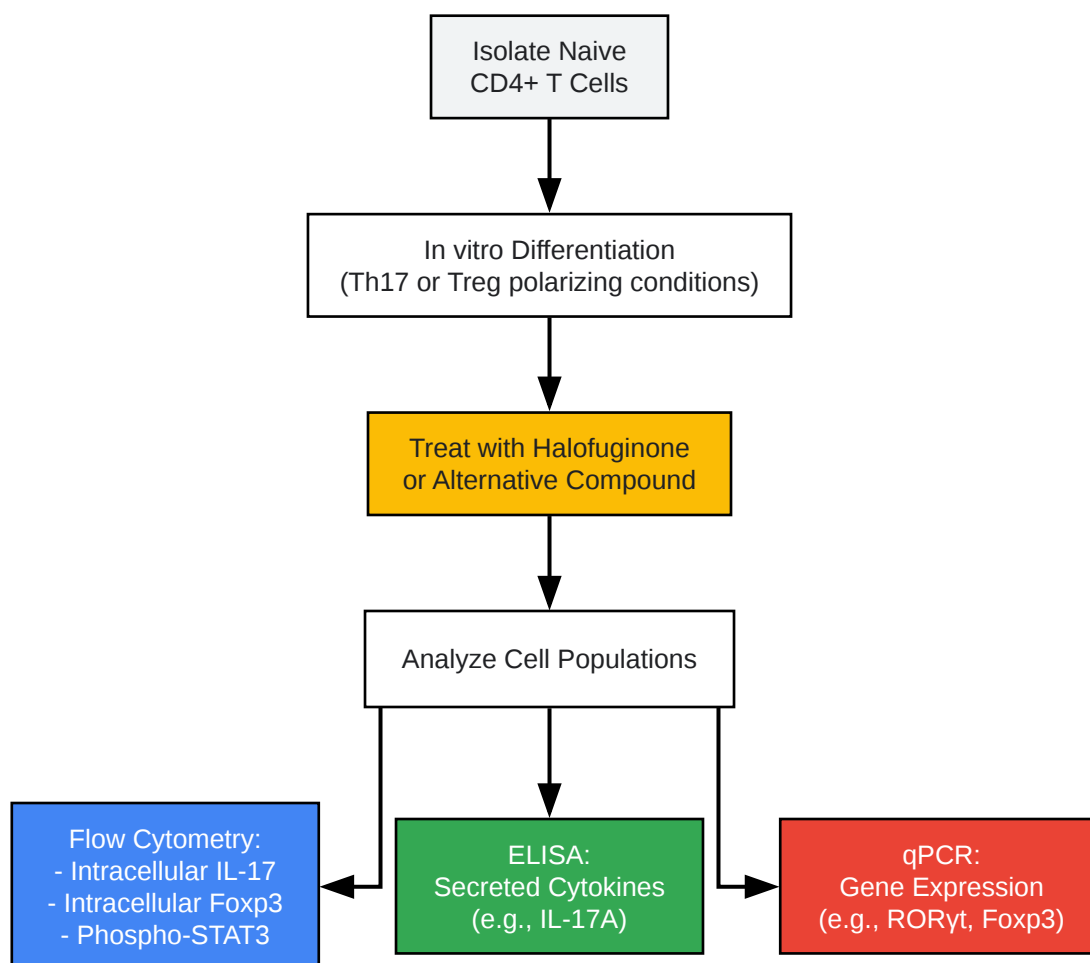 Isolate Naive
CD4+ T Cells
In vitro Differentiation
(Th17 or Treg polarizing conditions)
Treat with Halofuginone
or Alternative Compound
Analyze Cell Populations
Flow Cytometry:
- Intracellular IL-17
- Intracellular Foxp3
- Phospho-STAT3
ELISA:
Secreted Cytokines
(e.g., IL-17A)
qPCR:
Gene Expression
(e.g., RORγt, Foxp3)